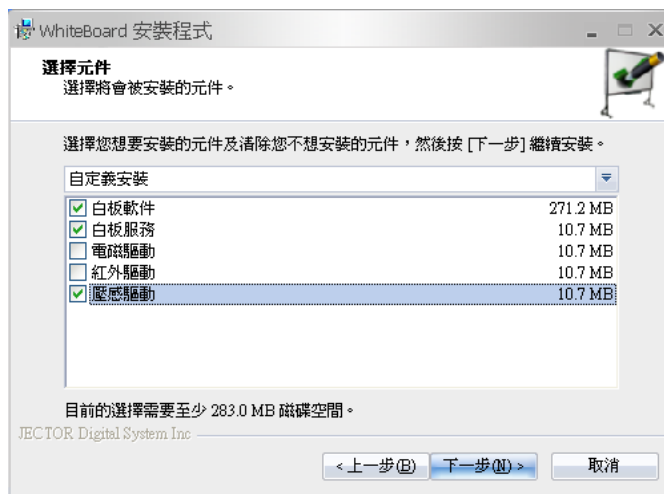 WhiteBoard 安裝程式
選擇元件
選擇將會被安裝的元件。
選擇您想要安裝的元件及清除您不想安裝的元件，然後按 [下一步] 繼續安裝。
自定義安裝
白板軟件 271.2 MB
白板服務 10.7 MB
電磁驅動 10.7 MB
紅外驅動 10.7 MB
壓感驅動 10.7 MB
目前的選擇需要至少 283.0 MB 磁碟空間。
JECTOR Digital System Inc
<上一步(B) 下一步(N)> 取消